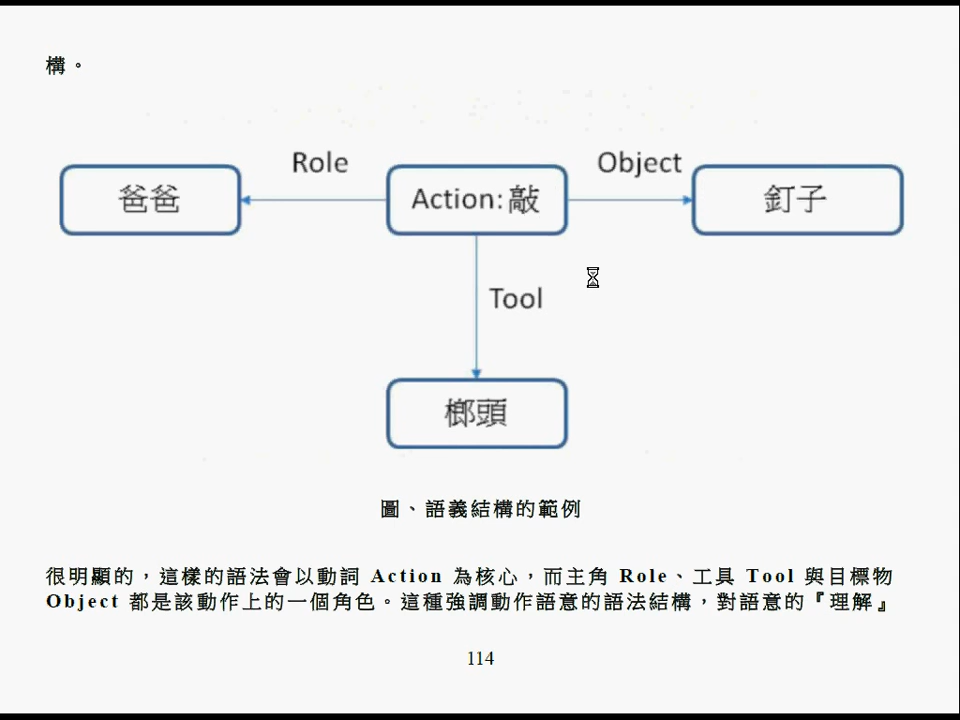 構。
Role
Object
爸爸
Action: 敲
釘子
Tool
榔頭
圖、語義結構的範例
很明顯的，這樣的語法會以動詞 Action 為核心，而主角 Role、工具 Tool 與目標物
Object 都是該動作上的一個角色。這種強調動作語意的語法結構，對語意的『理解』
114